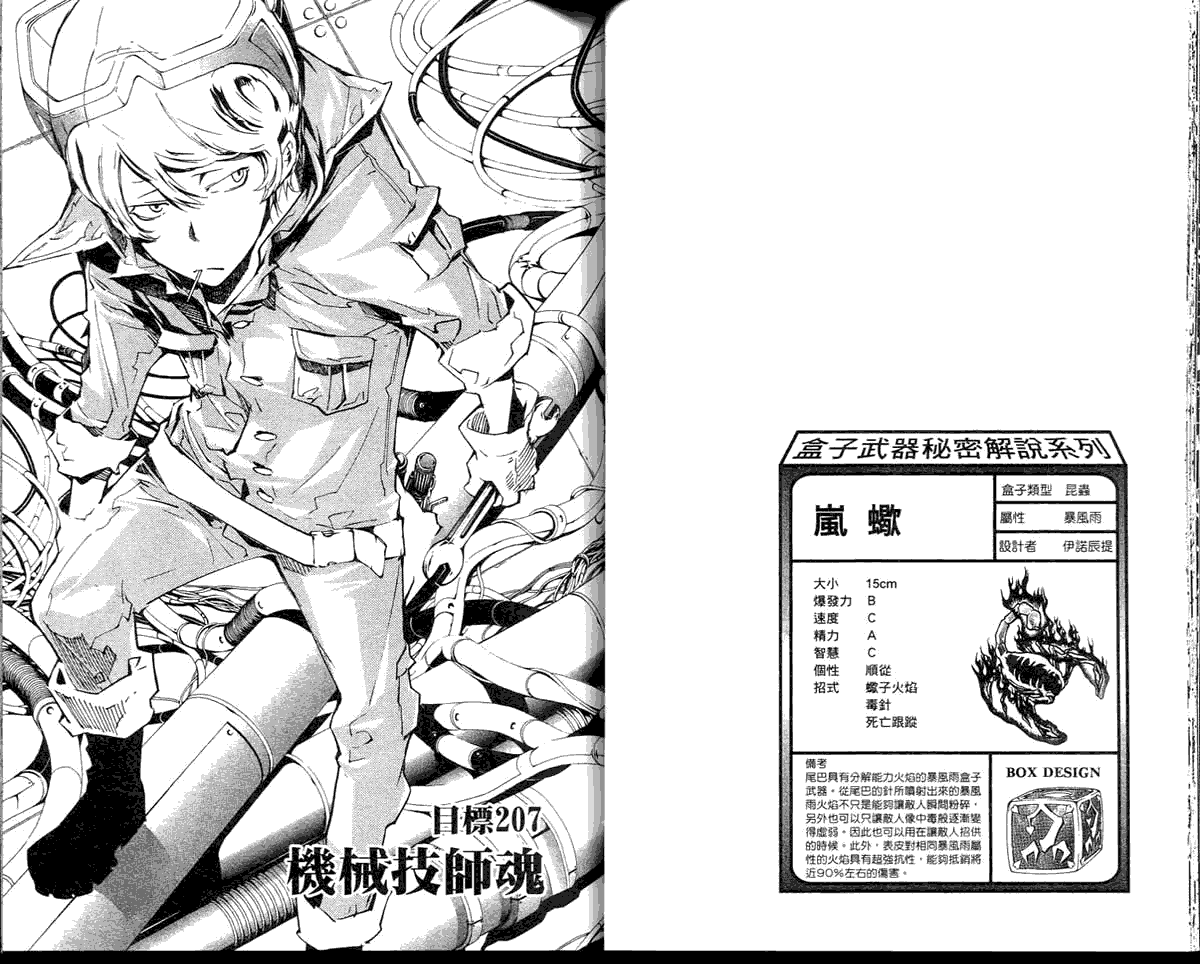 目標207
機械技師魂
盒子武器秘密解說系列
嵐 蠍
盒子類型 昆蟲
屬性 暴風雨
設計者 伊諾辰提
大小 15cm
爆發力 B
速度 C
精力 A
智慧 C
個性 順從
招式 蠍子火焰
毒針
死亡跟蹤
備考
尾巴具有分解能力火焰的暴風雨盒子
武器。從尾巴的針所噴射出來的暴風
雨火焰不只是能夠讓敵人瞬間粉碎，
另外也可以只讓敵人像中毒般逐漸變
得虛弱。因此也可以用在讓敵人招供
的時候。此外，表皮對相同暴風雨屬
性的火焰具有超強抗性，能夠抵銷將
近90%左右的傷害。
BOX DESIGN